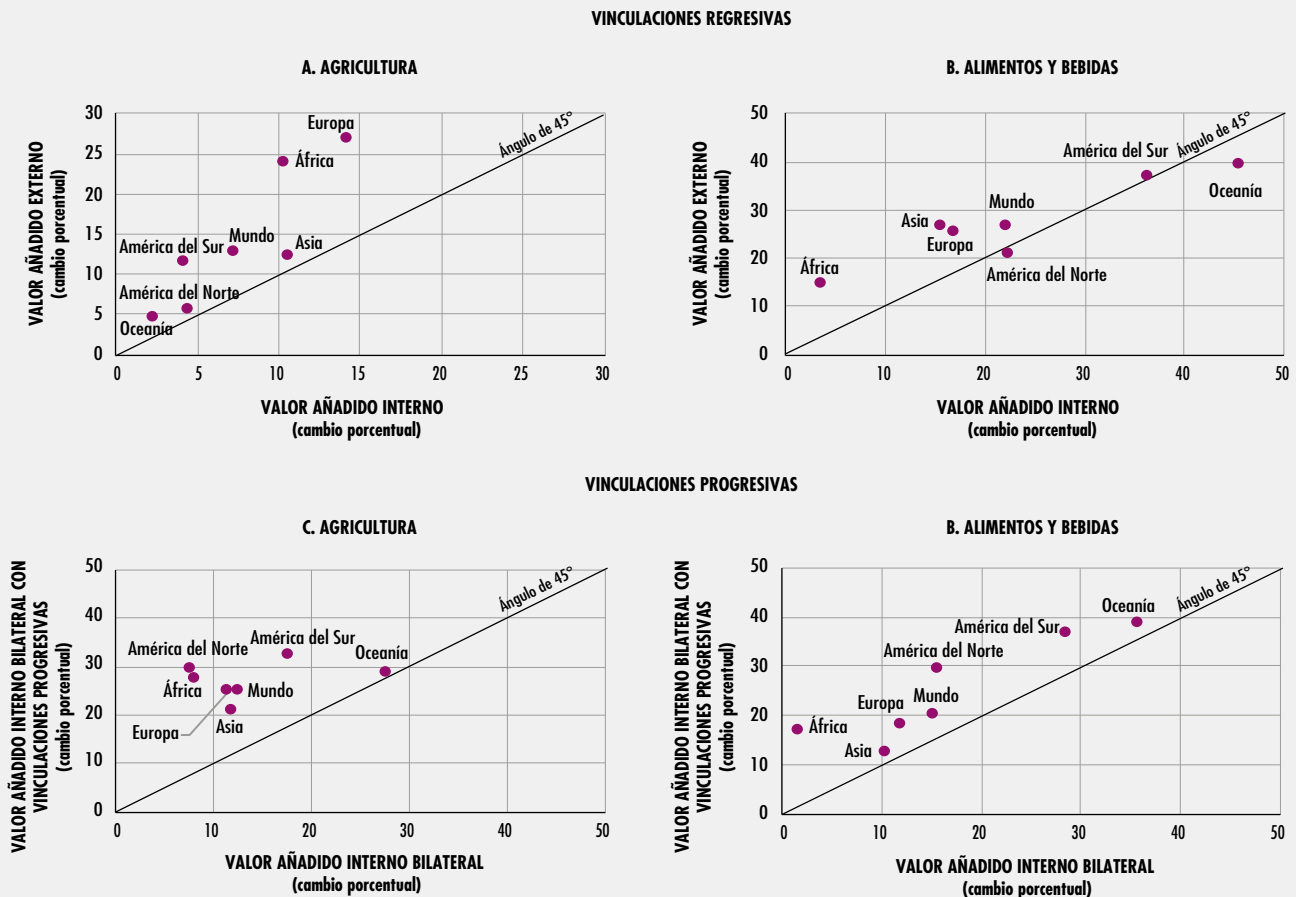 VINCULACIONES REGRESIVAS
A. AGRICULTURA
VALOR AÑADIDO EXTERNO
(cambio porcentual)
30
25
20
15
10
5
0
Europa
África
Ángulo de 45°
América del Sur
Mundo
Asia
América del Norte
Oceanía
0 5 10 15 20 25 30
VALOR AÑADIDO INTERNO
(cambio porcentual)
B. ALIMENTOS Y BEBIDAS
VALOR AÑADIDO EXTERNO
(cambio porcentual)
50
40
30
20
10
0
América del Sur
Ángulo de 45°
Oceanía
Asia
Mundo
Europa
América del Norte
África
0 10 20 30 40 50
VALOR AÑADIDO INTERNO
(cambio porcentual)
VINCULACIONES PROGRESIVAS
C. AGRICULTURA
VALOR AÑADIDO INTERNO BILATERAL CON
VINCULACIONES PROGRESIVAS
(cambio porcentual)
50
40
30
20
10
0
Ángulo de 45°
América del Norte
América del Sur
Oceanía
África
Mundo
Europa
Asia
0 10 20 30 40 50
VALOR AÑADIDO INTERNO BILATERAL
(cambio porcentual)
B. ALIMENTOS Y BEBIDAS
VALOR AÑADIDO INTERNO BILATERAL CON
VINCULACIONES PROGRESIVAS
(cambio porcentual)
50
40
30
20
10
0
Oceanía
Ángulo de 45°
América del Sur
América del Norte
Europa
Mundo
África
Asia
0 10 20 30 40 50
VALOR AÑADIDO INTERNO BILATERAL
(cambio porcentual)